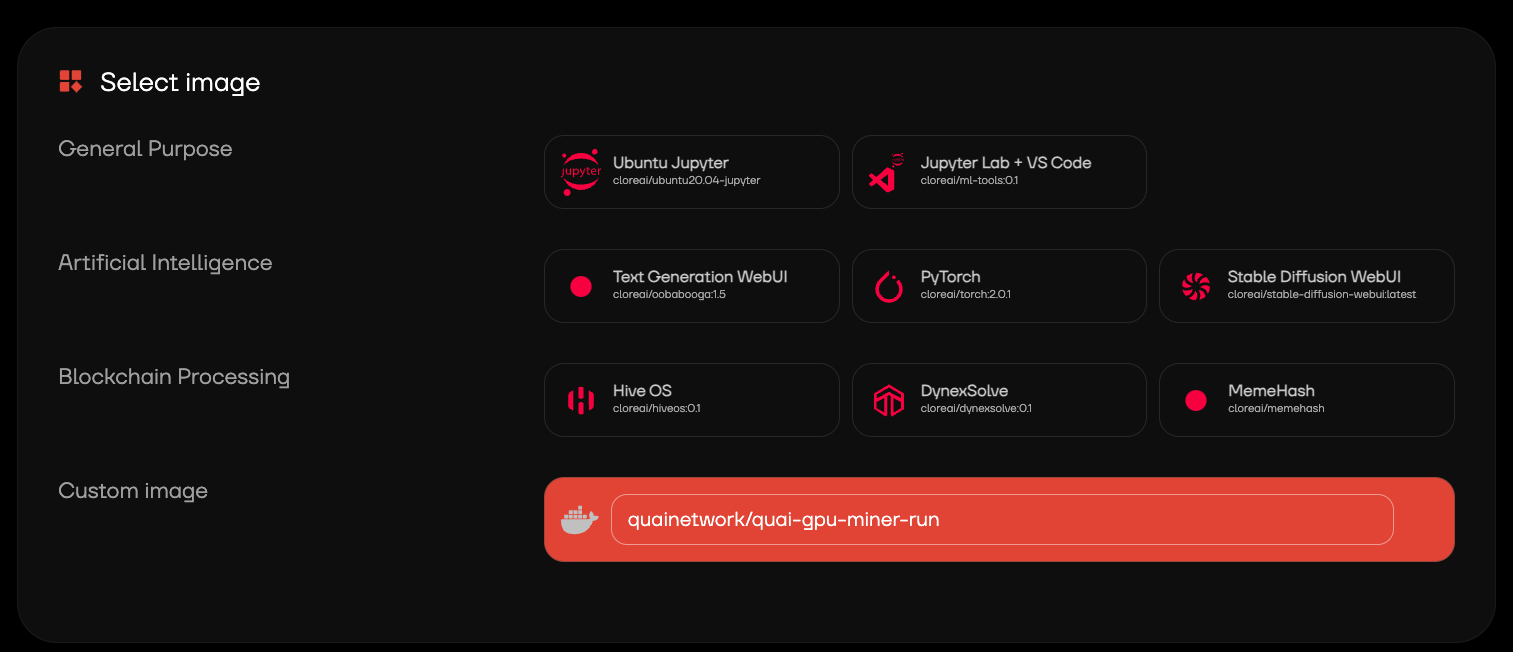 Select image
General Purpose
jupyter
Ubuntu Jupyter
cloreai/ubuntu20.04-jupyter
Jupyter Lab + VS Code
cloreai/ml-tools:0.1
Artificial Intelligence
Text Generation WebUI
cloreai/oobabooga:1.5
PyTorch
cloreai/torch:2.0.1
Stable Diffusion WebUI
cloreai/stable-diffusion-webui:latest
Blockchain Processing
Hive OS
cloreai/hiveos:0.1
DynexSolve
cloreai/dynexsolve:0.1
MemeHash
cloreai/memehash
Custom image
quainetwork/quai-gpu-miner-run